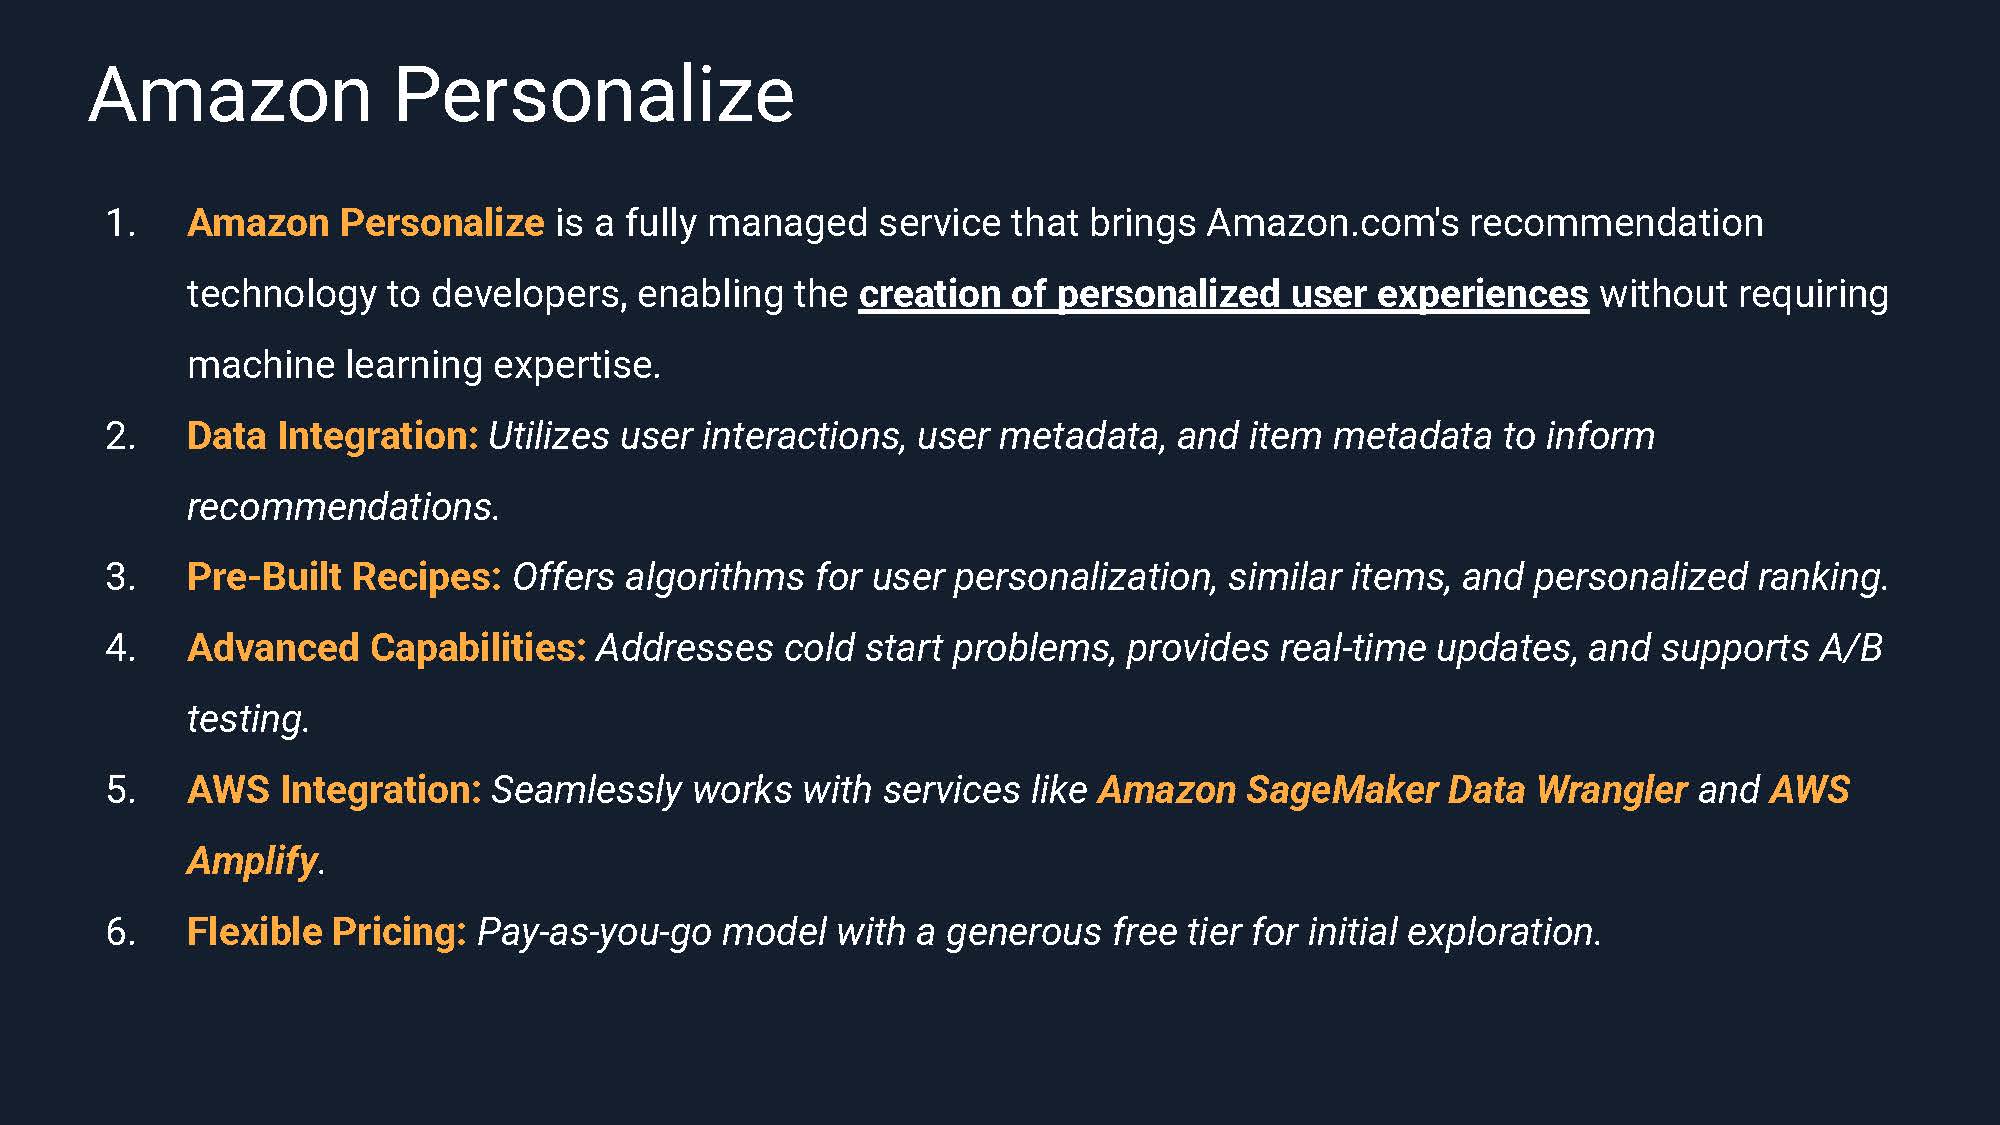 Amazon Personalize
1. Amazon Personalize is a fully managed service that brings Amazon.com's recommendation
technology to developers, enabling the creation of personalized user experiences without requiring
machine learning expertise.
2. Data Integration: Utilizes user interactions, user metadata, and item metadata to inform
recommendations.
3. Pre-Built Recipes: Offers algorithms for user personalization, similar items, and personalized ranking.
4. Advanced Capabilities: Addresses cold start problems, provides real-time updates, and supports A/B
testing.
5. AWS Integration: Seamlessly works with services like Amazon SageMaker Data Wrangler and AWS
Amplify.
6. Flexible Pricing: Pay-as-you-go model with a generous free tier for initial exploration.